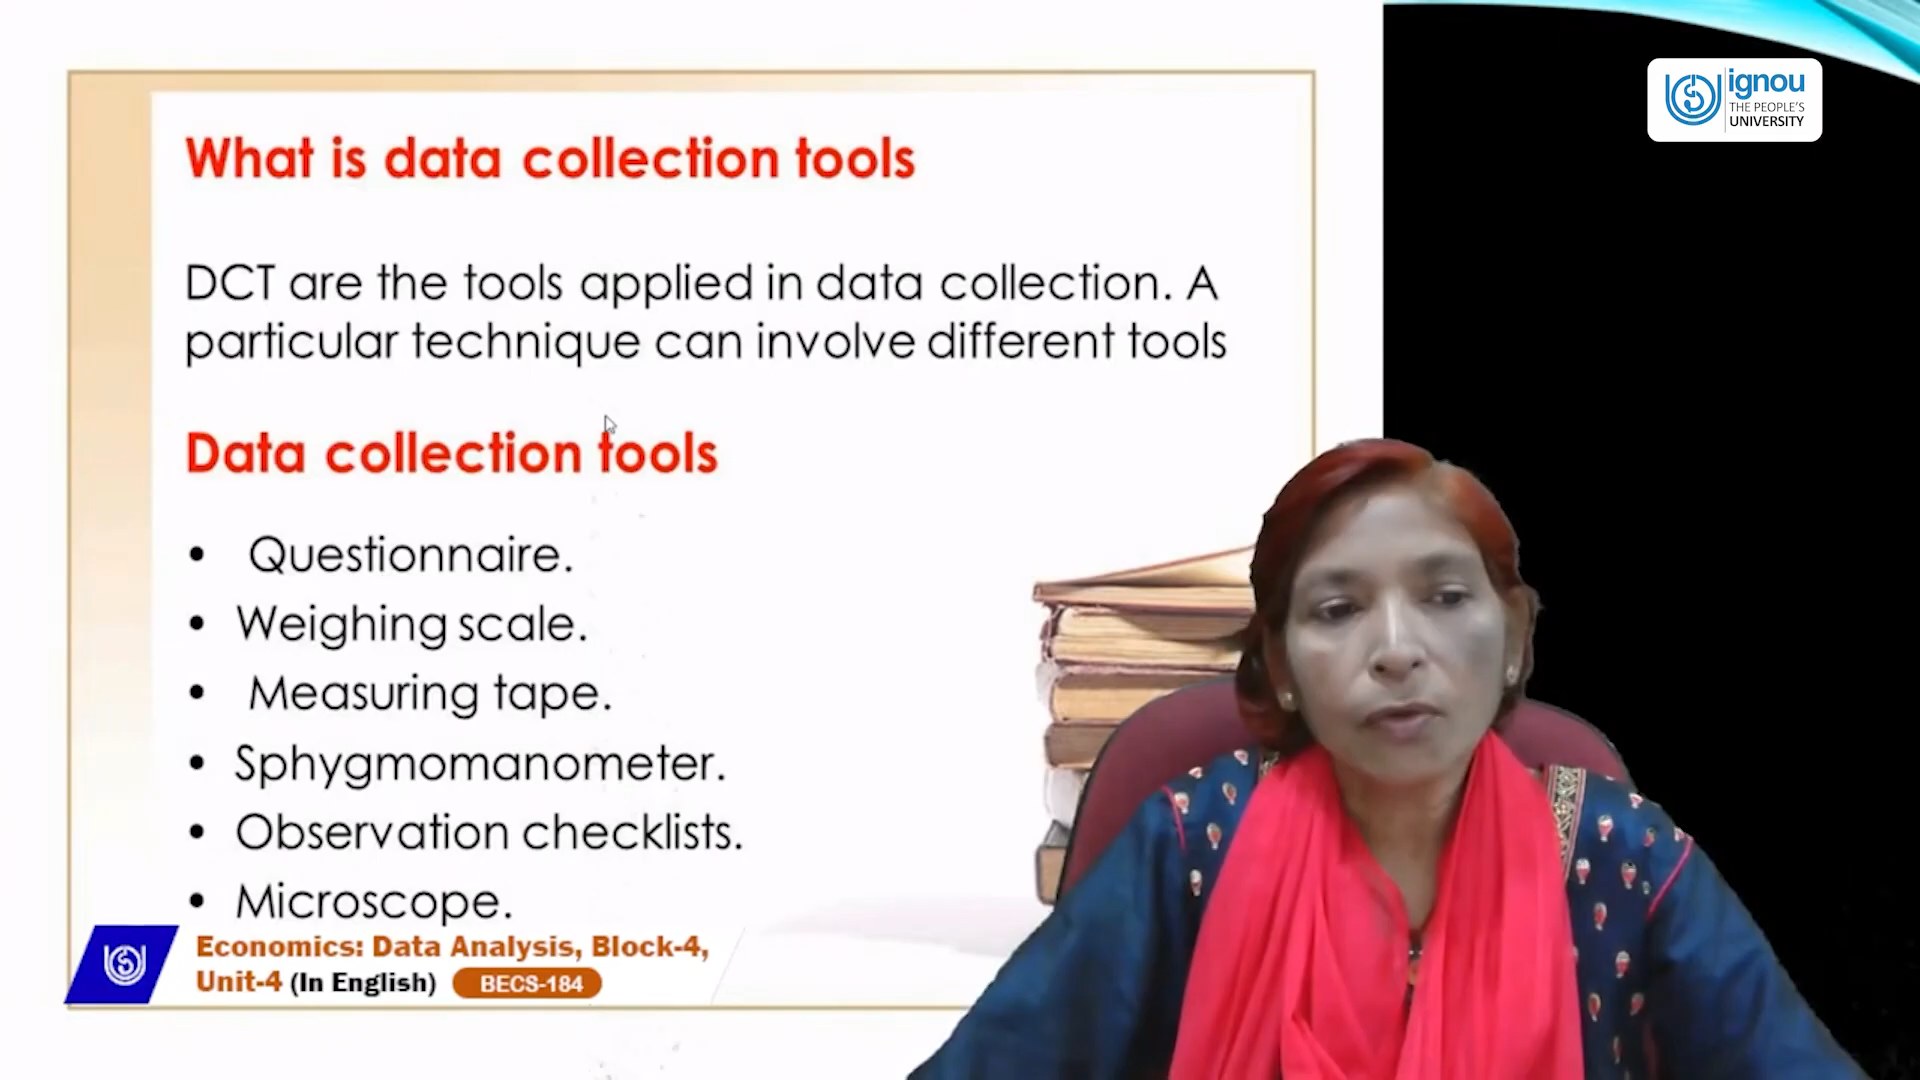 ignou
THE PEOPLE'S
UNIVERSITY
What is data collection tools
DCT are the tools applied in data collection. A
particular technique can involve different tools
Data collection tools
• Questionnaire.
• Weighing scale.
• Measuring tape.
• Sphygmomanometer.
• Observation checklists.
• Microscope.
Economics: Data Analysis, Block-4,
Unit-4 (In English) BECS-184